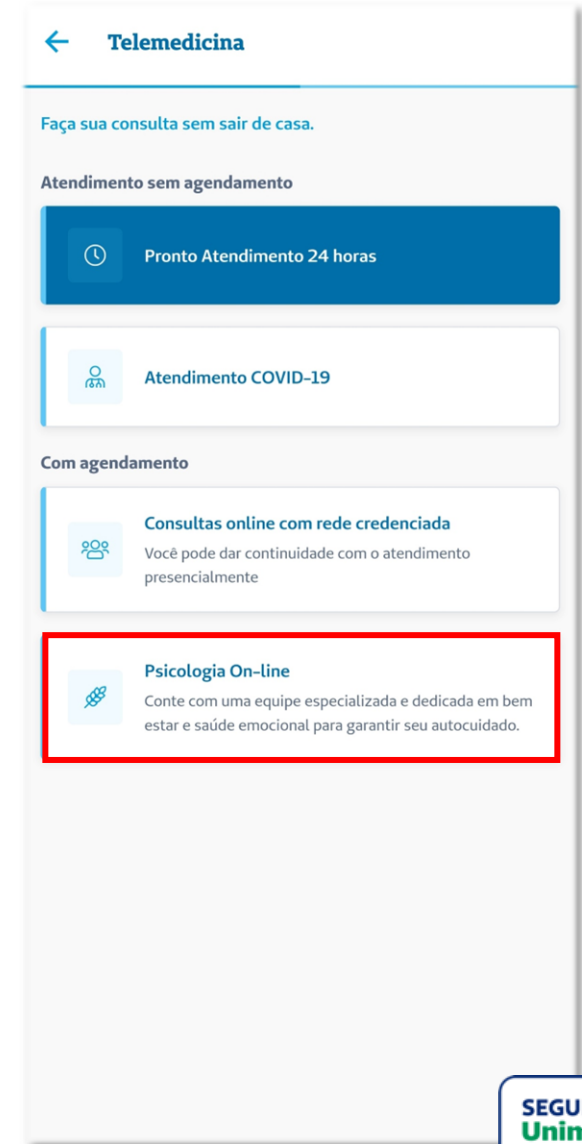 Telemedicina
Faça sua consulta sem sair de casa.
Atendimento sem agendamento
Pronto Atendimento 24 horas
Atendimento COVID-19
Com agendamento
Consultas online com rede credenciada
Você pode dar continuidade com o atendimento
presencialmente
Psicologia On-line
Conte com uma equipe especializada e dedicada em bem
estar e saúde emocional para garantir seu autocuidado.
SEGU
Unin